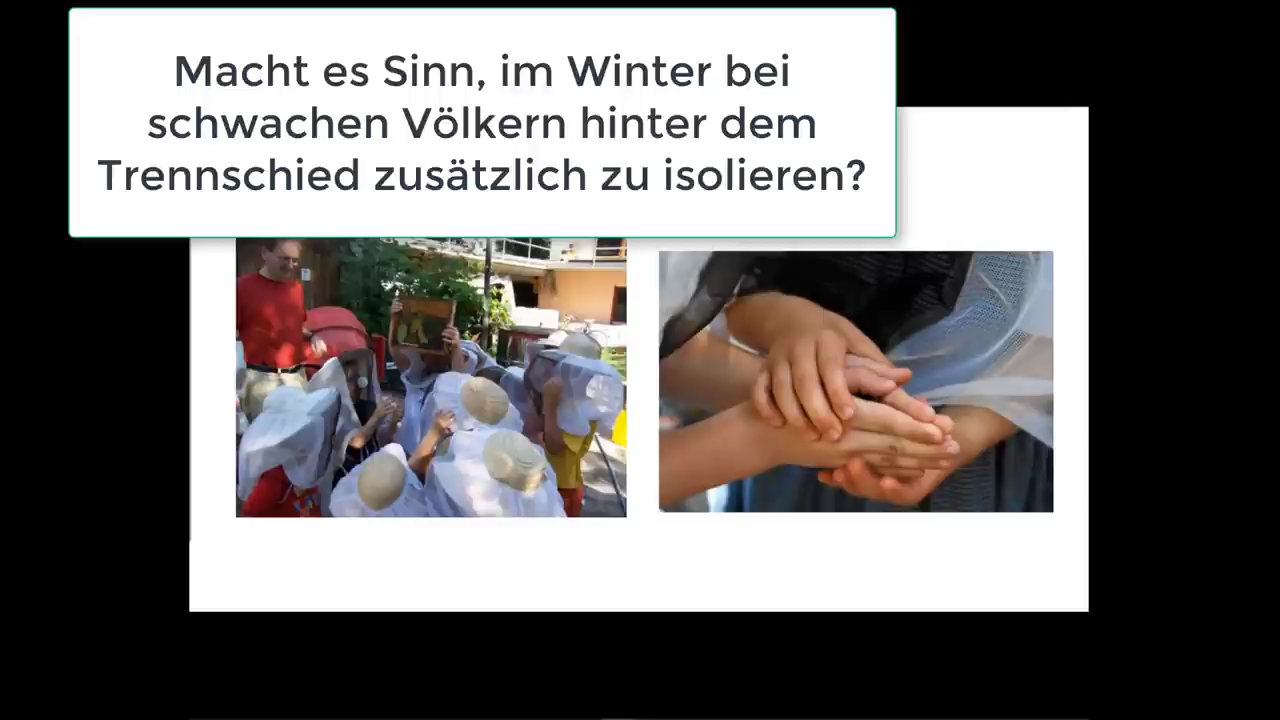 Macht es Sinn, im Winter bei
schwachen Völkern hinter dem
Trennschied zusätzlich zu isolieren?